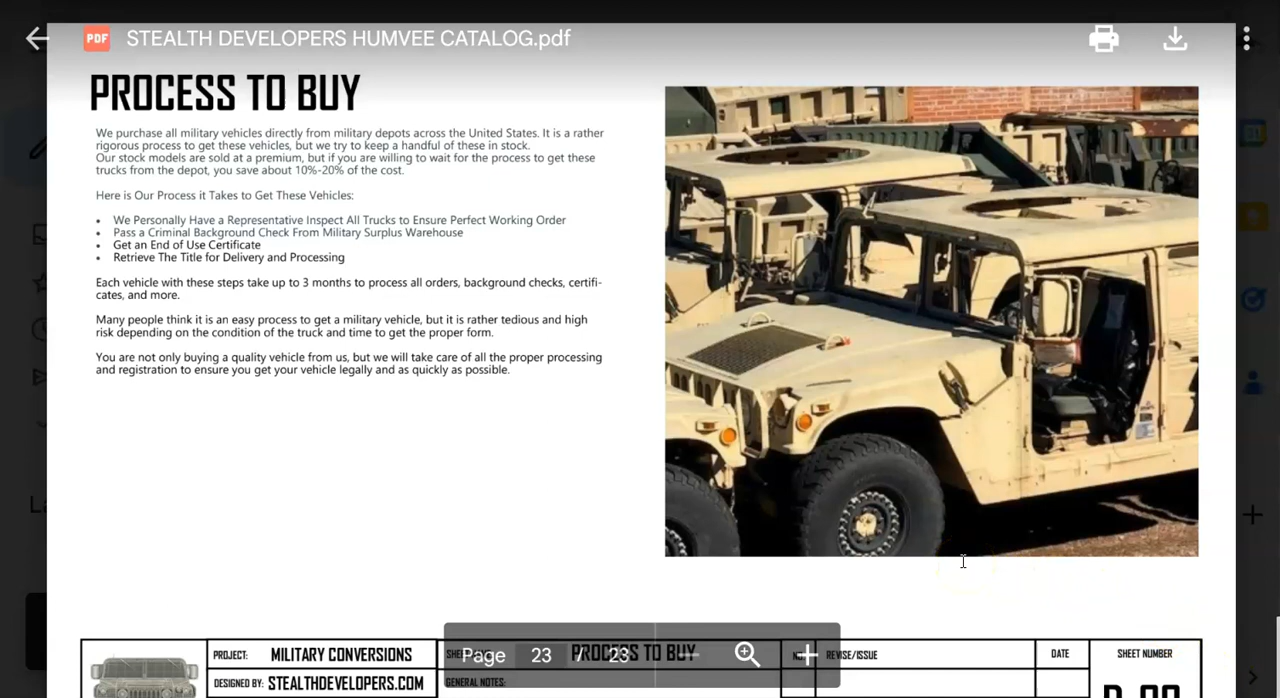 PDF STEALTH DEVELOPERS HUMVEE CATALOG.pdf
PROCESS TO BUY
We purchase all military vehicles directly from military depots across the United States. It is a rather
rigorous process to get these vehicles, but we try to keep a handful of these in stock.
Our stock models are sold at a premium, but if you are willing to wait for the process to get these
trucks from the depot, you save about 10%-20% of the cost.
Here is Our Process it Takes to Get These Vehicles:
• We Personally Have a Representative Inspect All Trucks to Ensure Perfect Working Order
• Pass a Criminal Background Check From Military Surplus Warehouse
• Get an End of Use Certificate
• Retrieve The Title for Delivery and Processing
Each vehicle with these steps take up to 3 months to process all orders, background checks, certifi-
cates, and more.
Many people think it is an easy process to get a military vehicle, but it is rather tedious and high
risk depending on the condition of the truck and time to get the proper form.
You are not only buying a quality vehicle from us, but we will take care of all the proper processing
and registration to ensure you get your vehicle legally and as quickly as possible.
PROJECT: MILITARY CONVERSIONS
DESIGNED BY: STEALTHDEVELOPERS.COM
PROCESS TO BUY
GENERAL NOTES:
Page 23 / 23
REVISE/ISSUE
DATE
SHEET NUMBER